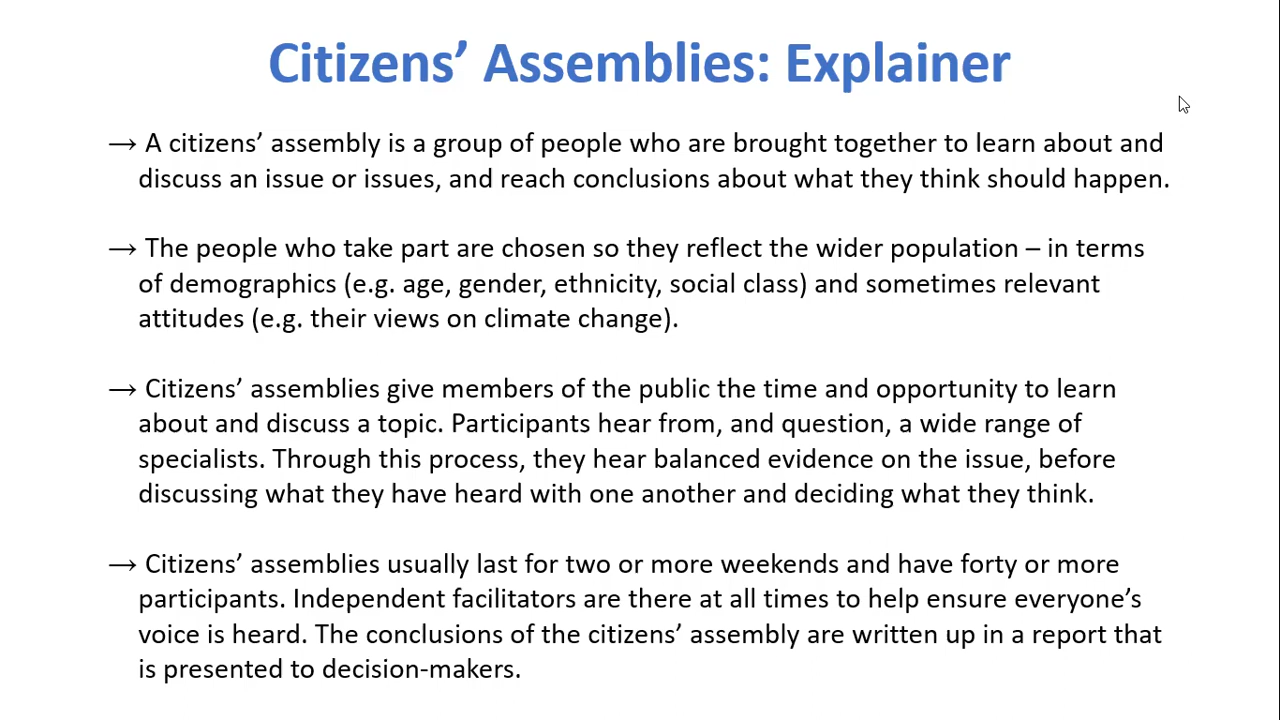 Citizens’ Assemblies: Explainer
→ A citizens’ assembly is a group of people who are brought together to learn about and
discuss an issue or issues, and reach conclusions about what they think should happen.
→ The people who take part are chosen so they reflect the wider population – in terms
of demographics (e.g. age, gender, ethnicity, social class) and sometimes relevant
attitudes (e.g. their views on climate change).
→ Citizens’ assemblies give members of the public the time and opportunity to learn
about and discuss a topic. Participants hear from, and question, a wide range of
specialists. Through this process, they hear balanced evidence on the issue, before
discussing what they have heard with one another and deciding what they think.
→ Citizens’ assemblies usually last for two or more weekends and have forty or more
participants. Independent facilitators are there at all times to help ensure everyone’s
voice is heard. The conclusions of the citizens’ assembly are written up in a report that
is presented to decision-makers.